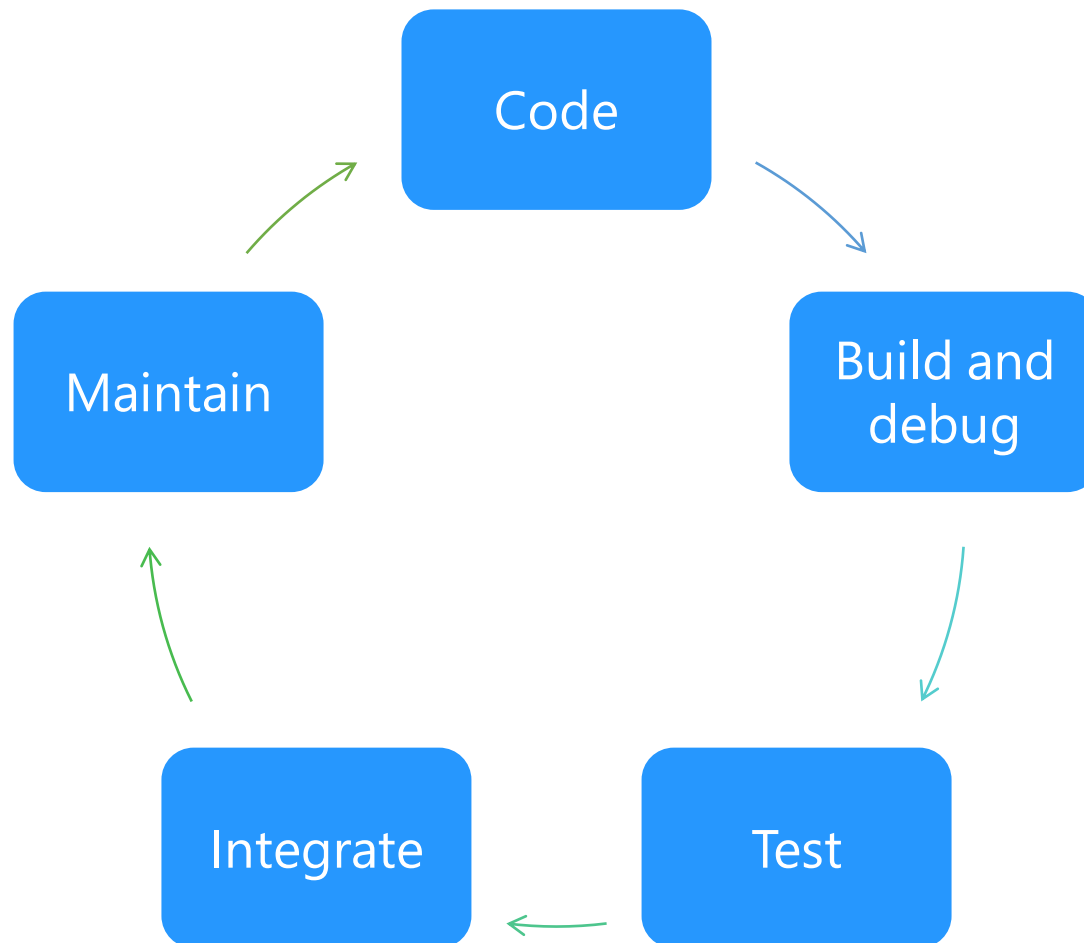 Code
Build and
debug
Test
Integrate
Maintain